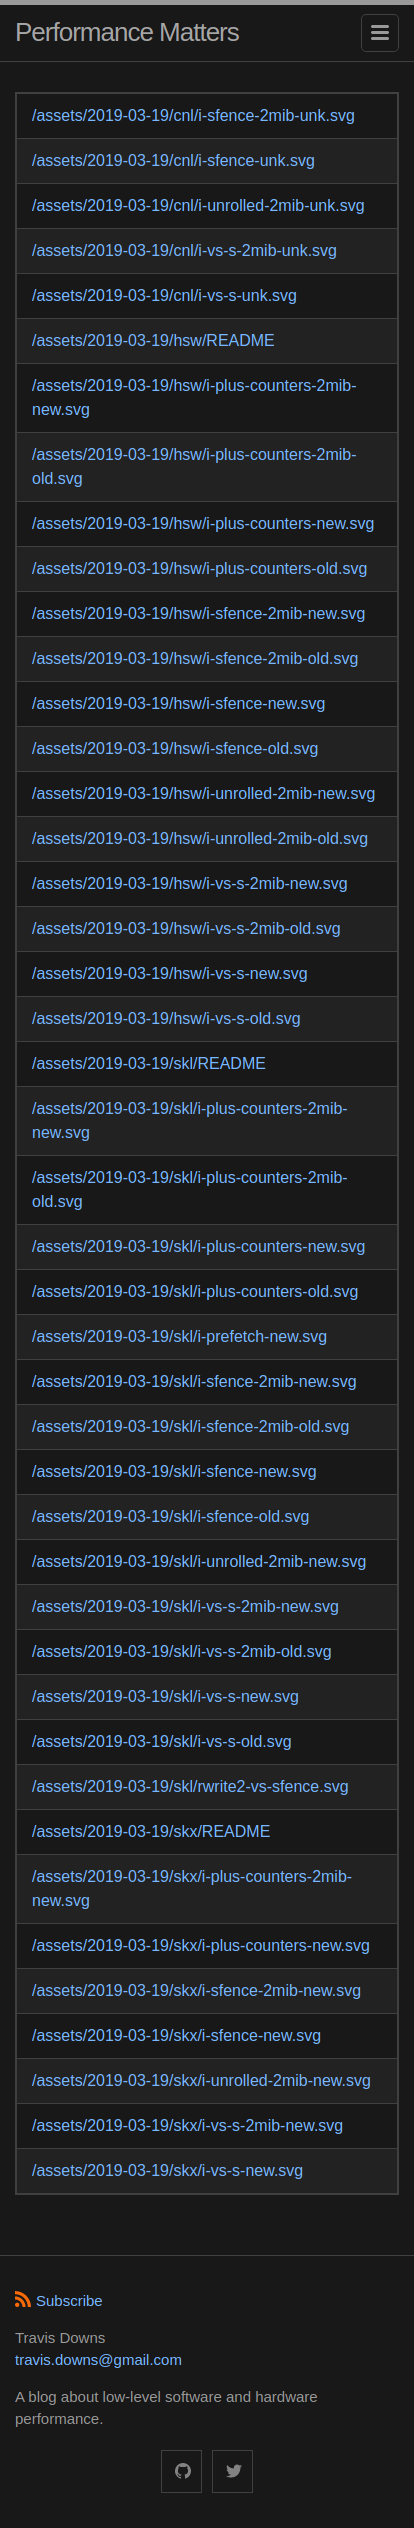 Performance Matters
/assets/2019-03-19/cnl/i-sfence-2mib-unk.svg
/assets/2019-03-19/cnl/i-sfence-unk.svg
/assets/2019-03-19/cnl/i-unrolled-2mib-unk.svg
/assets/2019-03-19/cnl/i-vs-s-2mib-unk.svg
/assets/2019-03-19/cnl/i-vs-s-unk.svg
/assets/2019-03-19/hsw/README
/assets/2019-03-19/hsw/i-plus-counters-2mib-
new.svg
/assets/2019-03-19/hsw/i-plus-counters-2mib-
old.svg
/assets/2019-03-19/hsw/i-plus-counters-new.svg
/assets/2019-03-19/hsw/i-plus-counters-old.svg
/assets/2019-03-19/hsw/i-sfence-2mib-new.svg
/assets/2019-03-19/hsw/i-sfence-2mib-old.svg
/assets/2019-03-19/hsw/i-sfence-new.svg
/assets/2019-03-19/hsw/i-sfence-old.svg
/assets/2019-03-19/hsw/i-unrolled-2mib-new.svg
/assets/2019-03-19/hsw/i-unrolled-2mib-old.svg
/assets/2019-03-19/hsw/i-vs-s-2mib-new.svg
/assets/2019-03-19/hsw/i-vs-s-2mib-old.svg
/assets/2019-03-19/hsw/i-vs-s-new.svg
/assets/2019-03-19/hsw/i-vs-s-old.svg
/assets/2019-03-19/skl/README
/assets/2019-03-19/skl/i-plus-counters-2mib-
new.svg
/assets/2019-03-19/skl/i-plus-counters-2mib-
old.svg
/assets/2019-03-19/skl/i-plus-counters-new.svg
/assets/2019-03-19/skl/i-plus-counters-old.svg
/assets/2019-03-19/skl/i-prefetch-new.svg
/assets/2019-03-19/skl/i-sfence-2mib-new.svg
/assets/2019-03-19/skl/i-sfence-2mib-old.svg
/assets/2019-03-19/skl/i-sfence-new.svg
/assets/2019-03-19/skl/i-sfence-old.svg
/assets/2019-03-19/skl/i-unrolled-2mib-new.svg
/assets/2019-03-19/skl/i-vs-s-2mib-new.svg
/assets/2019-03-19/skl/i-vs-s-2mib-old.svg
/assets/2019-03-19/skl/i-vs-s-new.svg
/assets/2019-03-19/skl/i-vs-s-old.svg
/assets/2019-03-19/skl/rwrite2-vs-sfence.svg
/assets/2019-03-19/skx/README
/assets/2019-03-19/skx/i-plus-counters-2mib-
new.svg
/assets/2019-03-19/skx/i-plus-counters-new.svg
/assets/2019-03-19/skx/i-sfence-2mib-new.svg
/assets/2019-03-19/skx/i-sfence-new.svg
/assets/2019-03-19/skx/i-unrolled-2mib-new.svg
/assets/2019-03-19/skx/i-vs-s-2mib-new.svg
/assets/2019-03-19/skx/i-vs-s-new.svg
Subscribe
Travis Downs
travis.downs@gmail.com
A blog about low-level software and hardware
performance.